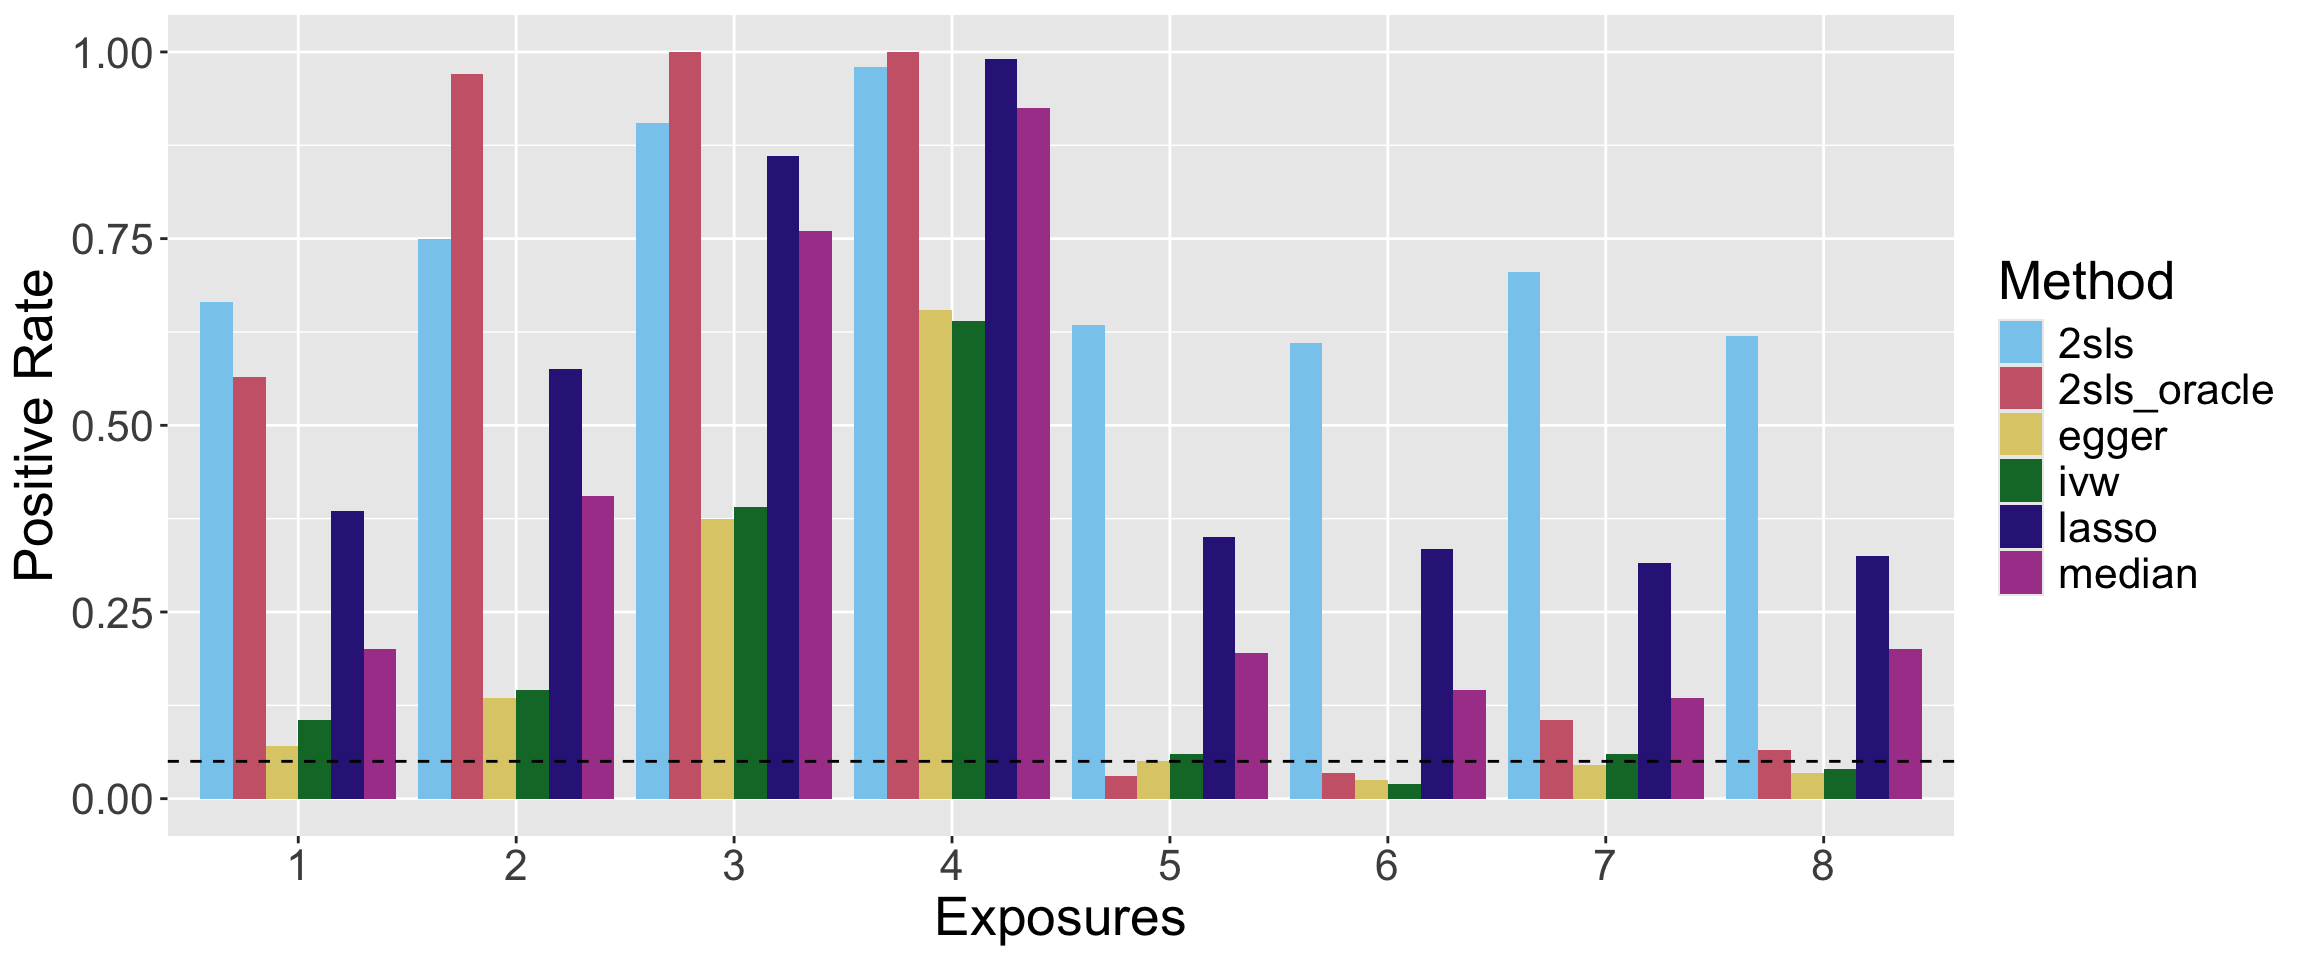 1.00
0.75
0.50
0.25
0.00
Positive Rate
1 2 3 4 5 6 7 8
Exposures
Method
2sls
2sls_oracle
egger
ivw
lasso
median